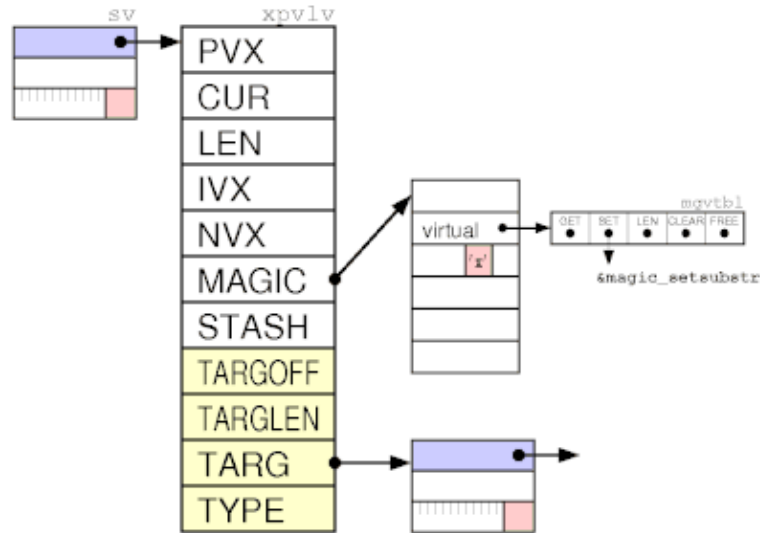 sv
xpvlv
PVX
CUR
LEN
IVX
NVX
MAGIC
STASH
TARGOFF
TARGLEN
TARG
TYPE
virtual
'x'
mgvtbl
GET SET LEN CLEAR FREE
&magic_setsubstr